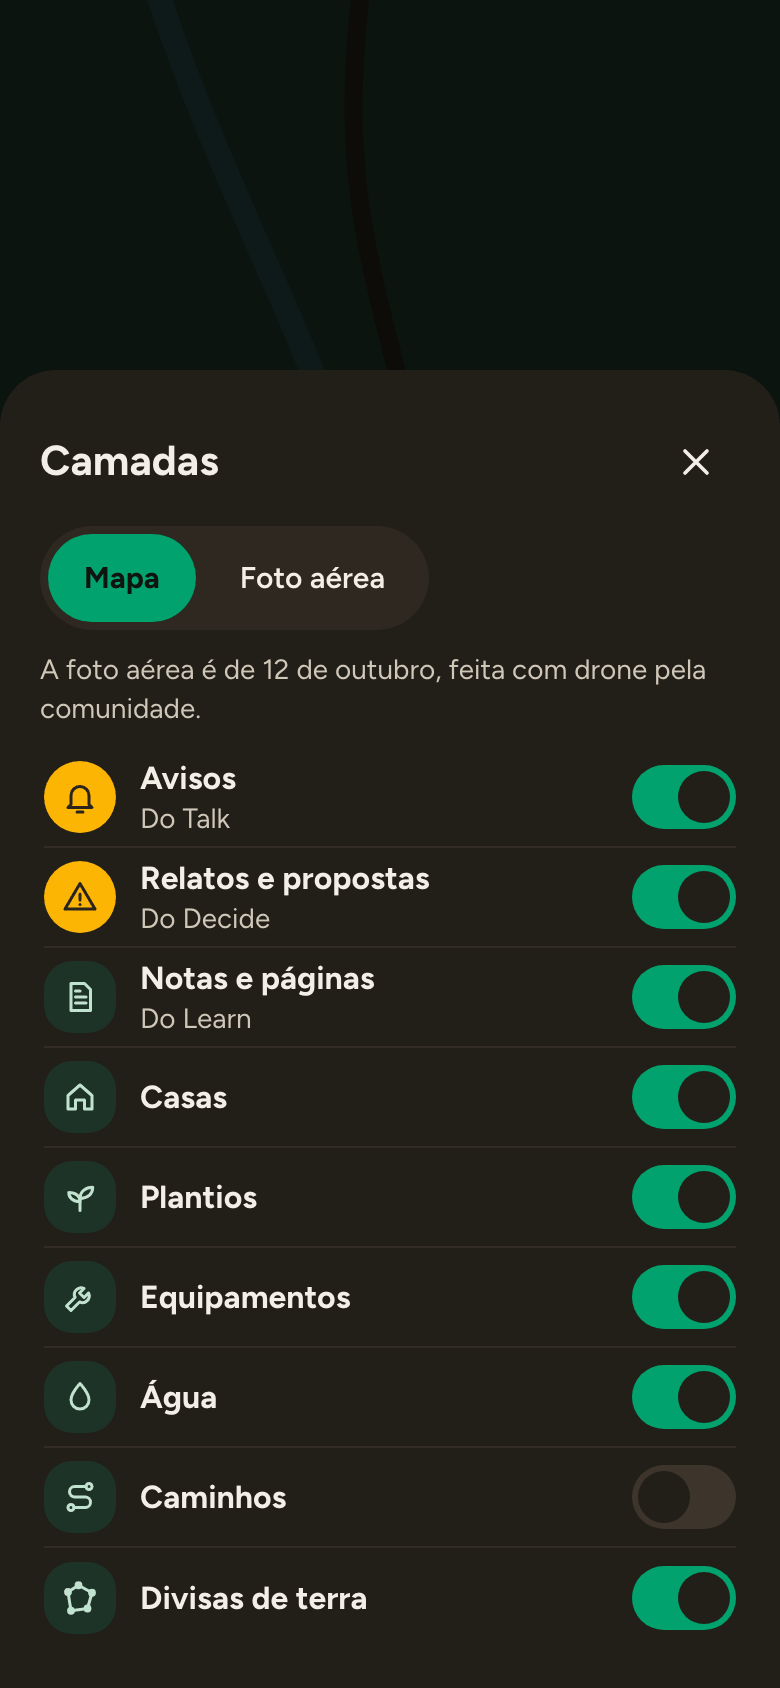 Camadas
Mapa
Foto aérea
A foto aérea é de 12 de outubro, feita com drone pela
comunidade.
Avisos
Do Talk
Relatos e propostas
Do Decide
Notas e páginas
Do Learn
Casas
Plantios
Equipamentos
Água
Caminhos
Divisas de terra